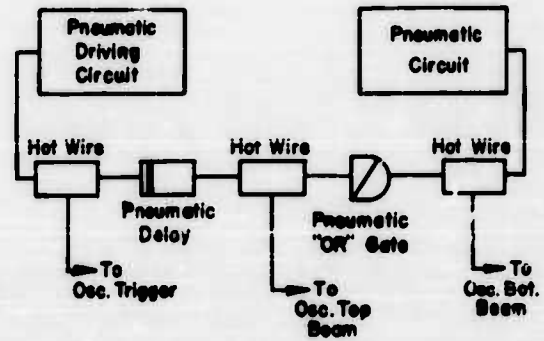 Pneumatic
Driving
Circuit
Pneumatic
Circuit
Hot Wire
Hot Wire
Hot Wire
Pneumatic
Delay
Pneumatic
"OR" Gate
To
Osc. Trigger
To
Osc. Top
Beam
To
Osc. Bot.
Beam